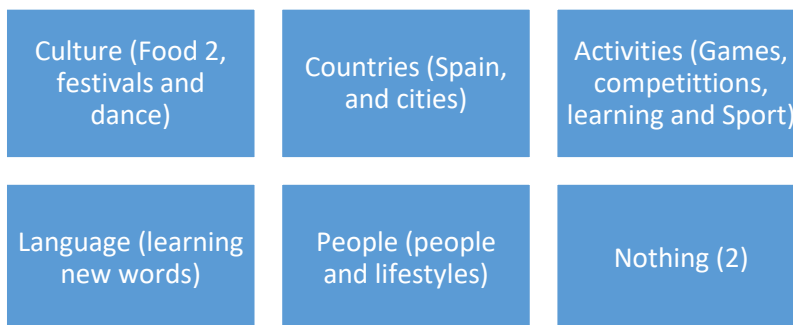 Culture (Food 2,
festivals and
dance)
Countries (Spain,
and cities)
Activities (Games,
competittions,
learning and Sport)
Language (learning
new words)
People (people
and lifestyles)
Nothing (2)